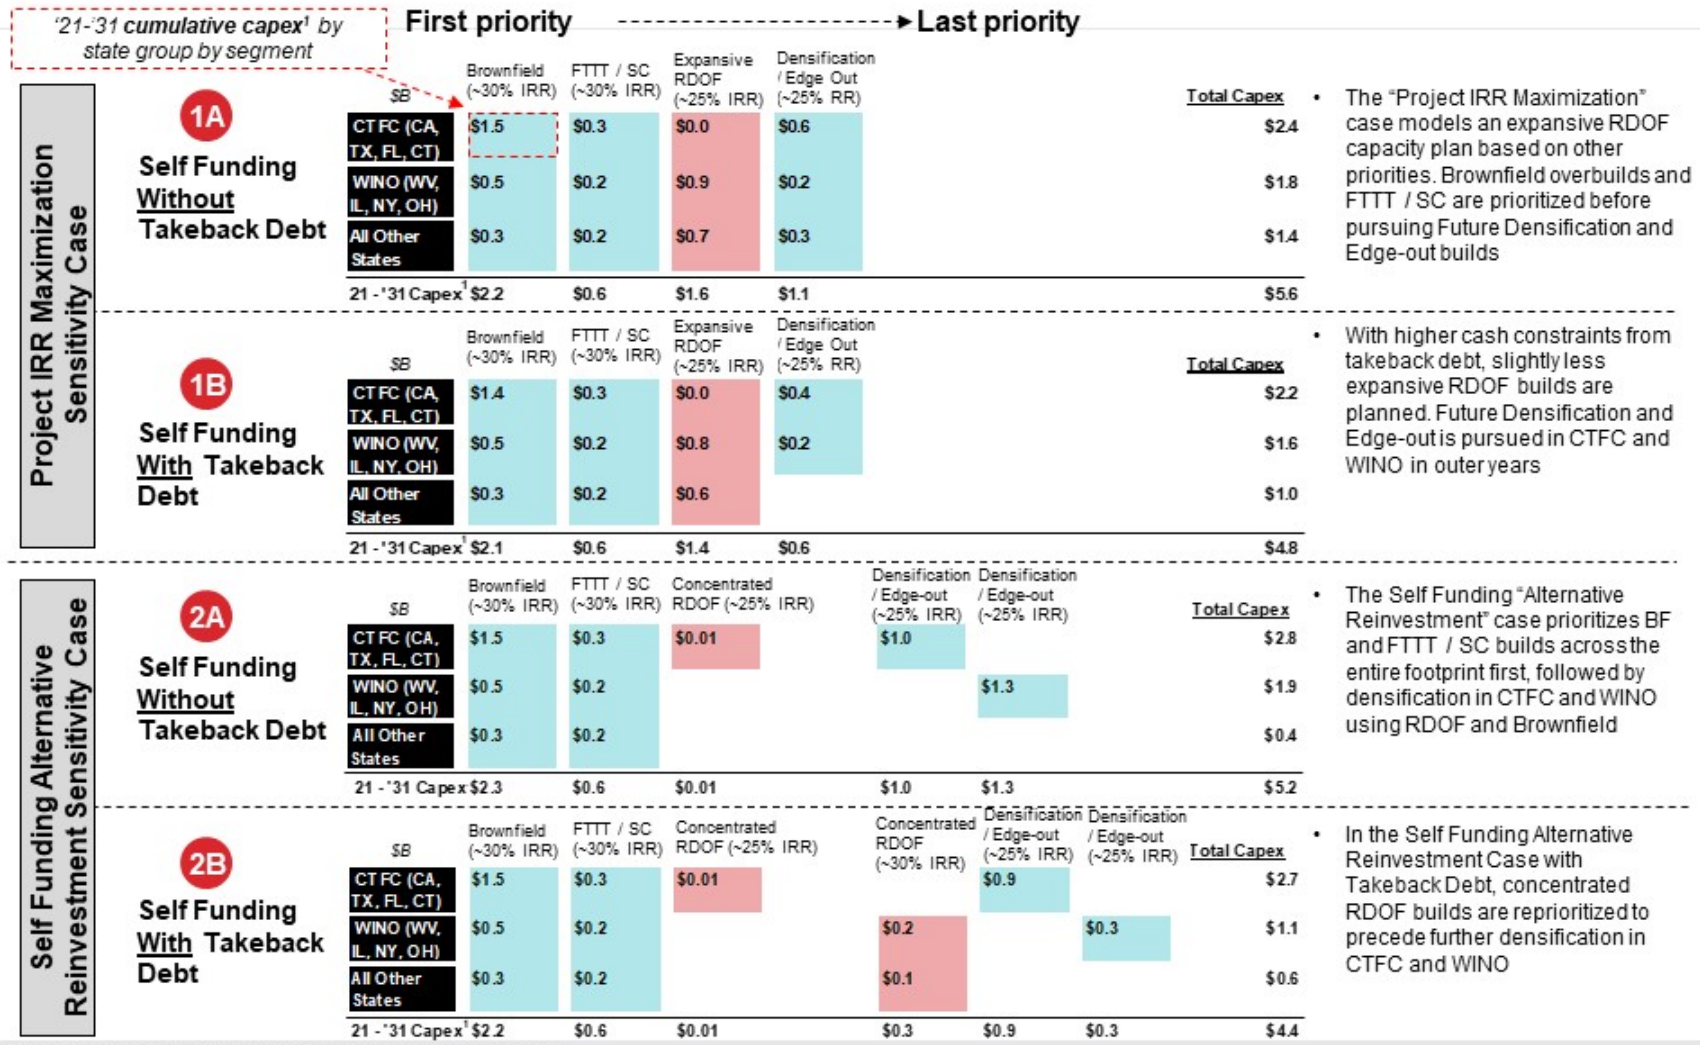 '21-'31 cumulative capex¹ by
state group by segment
First priority
Last priority
Project IRR Maximization
Sensitivity Case
1A
Self Funding
Without
Takeback Debt
$B
Brownfield
(~30% IRR)
FTTT / SC
(~30% IRR)
Expansive
RDOF
(~25% IRR)
Densification
/ Edge Out
(~25% RR)
Total Capex
CTFC (CA,
TX, FL, CT)
$1.5
$0.3
$0.0
$0.6
$2.4
WINO (WV,
IL, NY, OH)
$0.5
$0.2
$0.9
$0.2
$1.8
All Other
States
$0.3
$0.2
$0.7
$0.3
$1.4
21 - '31 Capex¹ $2.2
$0.6
$1.6
$1.1
$5.6
• The "Project IRR Maximization"
case models an expansive RDOF
capacity plan based on other
priorities. Brownfield overbuilds and
FTTT / SC are prioritized before
pursuing Future Densification and
Edge-out builds
1B
Self Funding
With Takeback
Debt
$B
Brownfield
(~30% IRR)
FTTT / SC
(~30% IRR)
Expansive
RDOF
(~25% IRR)
Densification
/ Edge Out
(~25% RR)
Total Capex
CTFC (CA,
TX, FL, CT)
$1.4
$0.3
$0.0
$0.4
$2.2
WINO (WV,
IL, NY, OH)
$0.5
$0.2
$0.8
$0.2
$1.6
All Other
States
$0.3
$0.2
$0.6
$1.0
21 - '31 Capex¹ $2.1
$0.6
$1.4
$0.6
$4.8
• With higher cash constraints from
takeback debt, slightly less
expansive RDOF builds are
planned. Future Densification and
Edge-out is pursued in CTFC and
WINO in outer years
Self Funding Alternative
Reinvestment Sensitivity Case
2A
Self Funding
Without
Takeback Debt
$B
Brownfield
(~30% IRR)
FTTT / SC
(~30% IRR)
Concentrated
RDOF (~25% IRR)
Densification
/ Edge-out
(~25% IRR)
Densification
/ Edge-out
(~25% IRR)
Total Capex
CTFC (CA,
TX, FL, CT)
$1.5
$0.3
$0.01
$1.0
$2.8
WINO (WV,
IL, NY, OH)
$0.5
$0.2
$1.3
$1.9
All Other
States
$0.3
$0.2
$0.4
21 - '31 Capex $2.3
$0.6
$0.01
$1.0
$1.3
$5.2
• The Self Funding "Alternative
Reinvestment" case prioritizes BF
and FTTT / SC builds across the
entire footprint first, followed by
densification in CTFC and WINO
using RDOF and Brownfield
2B
Self Funding
With Takeback
Debt
$B
Brownfield
(~30% IRR)
FTTT / SC
(~30% IRR)
Concentrated
RDOF (~25% IRR)
Concentrated
RDOF
(~30% IRR)
Densification
/ Edge-out
(~25% IRR)
Densification
/ Edge-out
(~25% IRR)
Total Capex
CTFC (CA,
TX, FL, CT)
$1.5
$0.3
$0.01
$0.9
$2.7
WINO (WV,
IL, NY, OH)
$0.5
$0.2
$0.2
$0.3
$1.1
All Other
States
$0.3
$0.2
$0.1
$0.6
21 - '31 Capex¹ $2.2
$0.6
$0.01
$0.3
$0.9
$0.3
$4.4
• In the Self Funding Alternative
Reinvestment Case with
Takeback Debt, concentrated
RDOF builds are reprioritized to
precede further densification in
CTFC and WINO